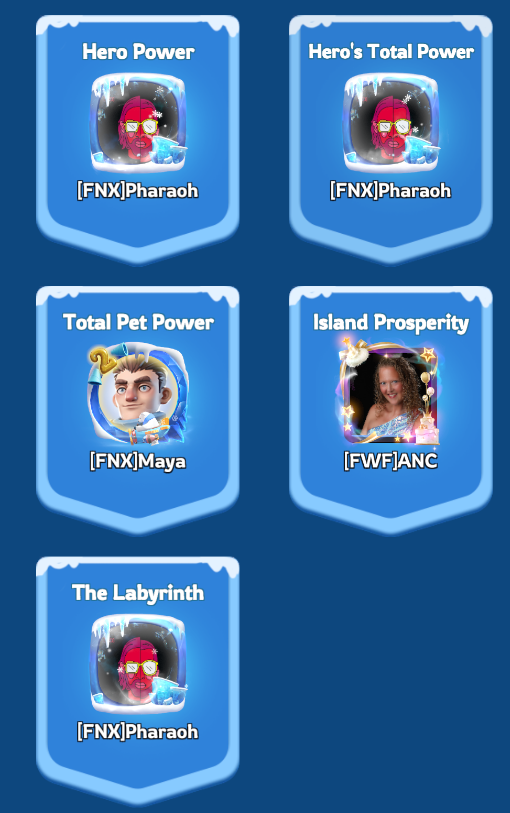 Hero Power
[FNX]Pharaoh
Hero's Total Power
[FNX]Pharaoh
Total Pet Power
2
[FNX]Maya
Island Prosperity
[FWF]ANC
The Labyrinth
[FNX]Pharaoh